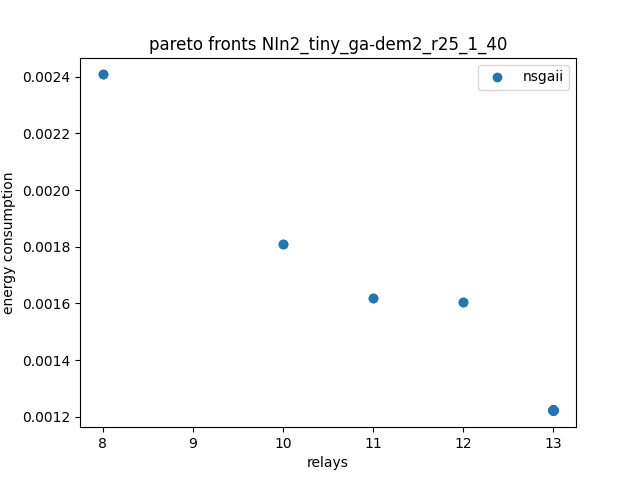 pareto fronts NIn2_tiny_ga-dem2_r25_1_40
nsgaii
0.0024
0.0022
0.0020
0.0018
0.0016
0.0014
0.0012
energy consumption
8 9 10 11 12 13
relays